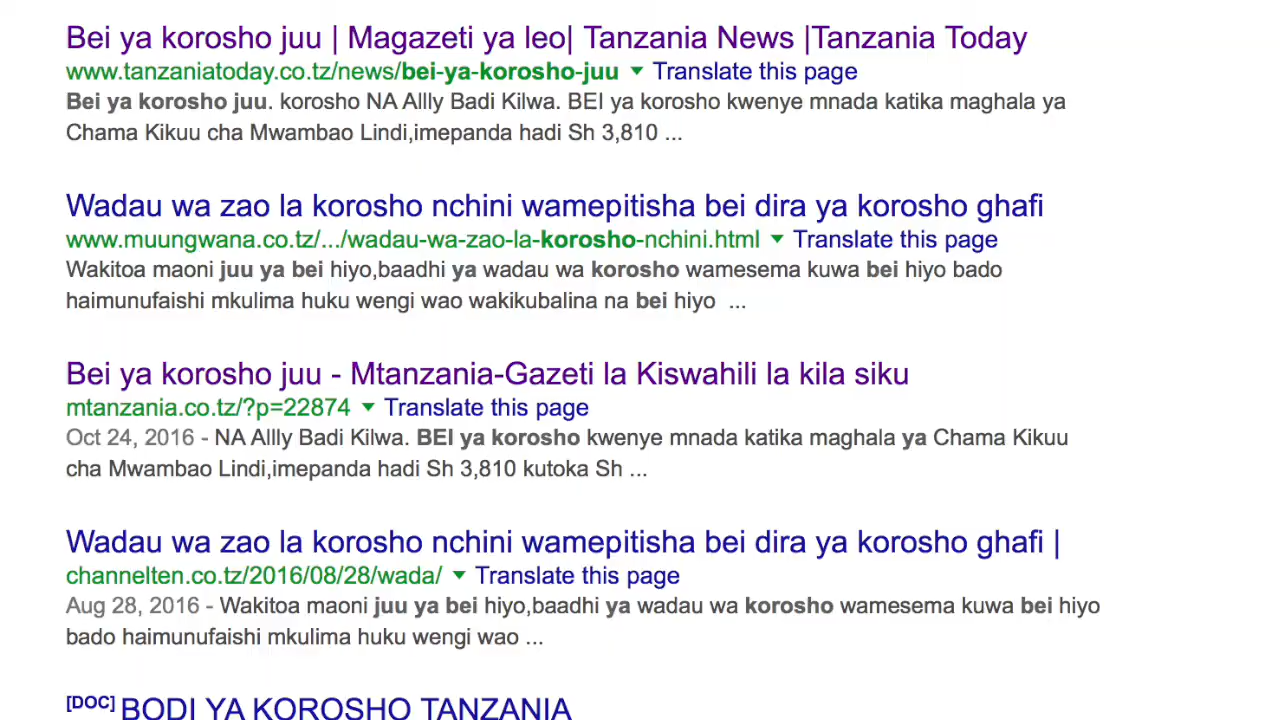 Bei ya korosho juu | Magazeti ya leo| Tanzania News |Tanzania Today
www.tanzaniatoday.co.tz/news/bei-ya-korosho-juu ▼ Translate this page
Bei ya korosho juu. korosho NA Allly Badi Kilwa. BEI ya korosho kwenye mnada katika maghala ya
Chama Kikuu cha Mwambao Lindi,imepanda hadi Sh 3,810 ...
Wadau wa zao la korosho nchini wamepitisha bei dira ya korosho ghafi
www.muungwana.co.tz/.../wadau-wa-zao-la-korosho-nchini.html ▼ Translate this page
Wakitoa maoni juu ya bei hiyo,baadhi ya wadau wa korosho wamesema kuwa bei hiyo bado
haimunufaishi mkulima huku wengi wao wakikubalina na bei hiyo ...
Bei ya korosho juu - Mtanzania-Gazeti la Kiswahili la kila siku
mtanzania.co.tz/?p=22874 ▼ Translate this page
Oct 24, 2016 - NA Allly Badi Kilwa. BEI ya korosho kwenye mnada katika maghala ya Chama Kikuu
cha Mwambao Lindi,imepanda hadi Sh 3,810 kutoka Sh ...
Wadau wa zao la korosho nchini wamepitisha bei dira ya korosho ghafi |
channelten.co.tz/2016/08/28/wada/ ▼ Translate this page
Aug 28, 2016 - Wakitoa maoni juu ya bei hiyo,baadhi ya wadau wa korosho wamesema kuwa bei hiyo
bado haimunufaishi mkulima huku wengi wao ...
[DOC] BODI YA KOROSHO TANZANIA